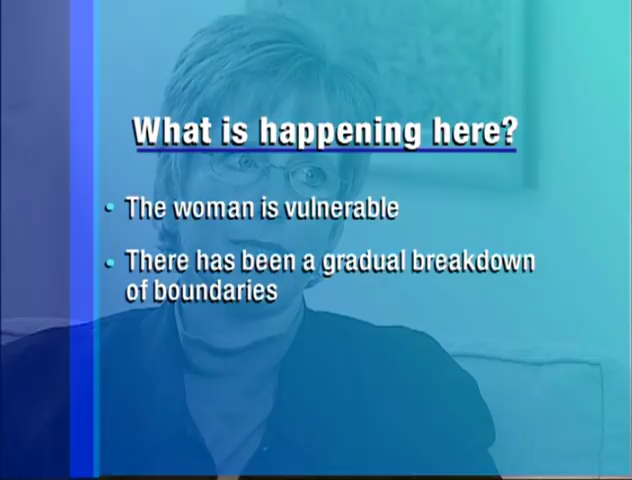 What is happening here?
• The woman is vulnerable
• There has been a gradual breakdown
of boundaries